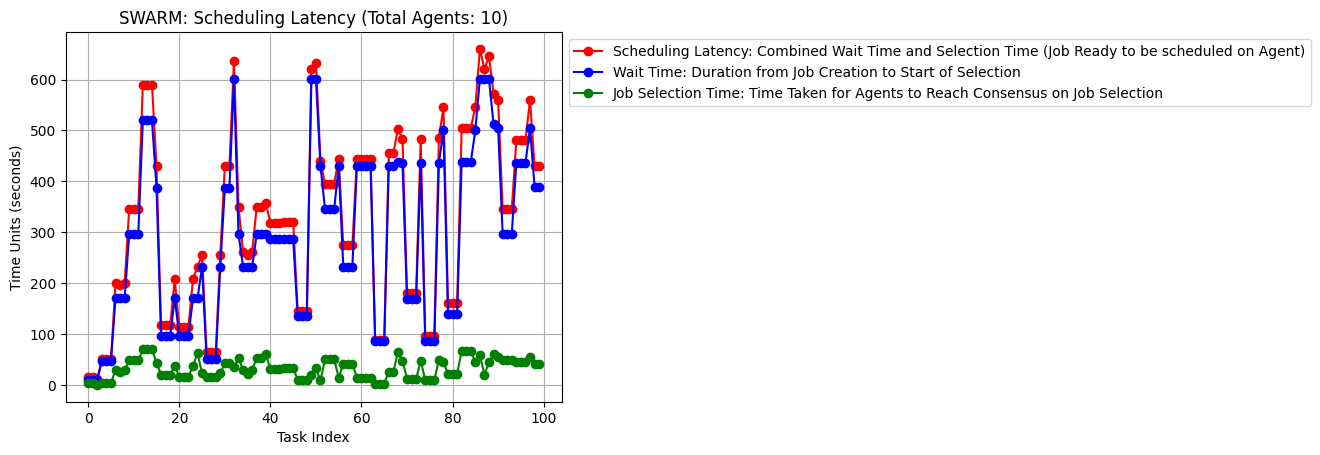 SWARM: Scheduling Latency (Total Agents: 10)
Scheduling Latency: Combined Wait Time and Selection Time (Job Ready to be scheduled on Agent)
Wait Time: Duration from Job Creation to Start of Selection
Job Selection Time: Time Taken for Agents to Reach Consensus on Job Selection
Time Units (seconds)
600
500
400
300
200
100
0
0 20 40 60 80 100
Task Index